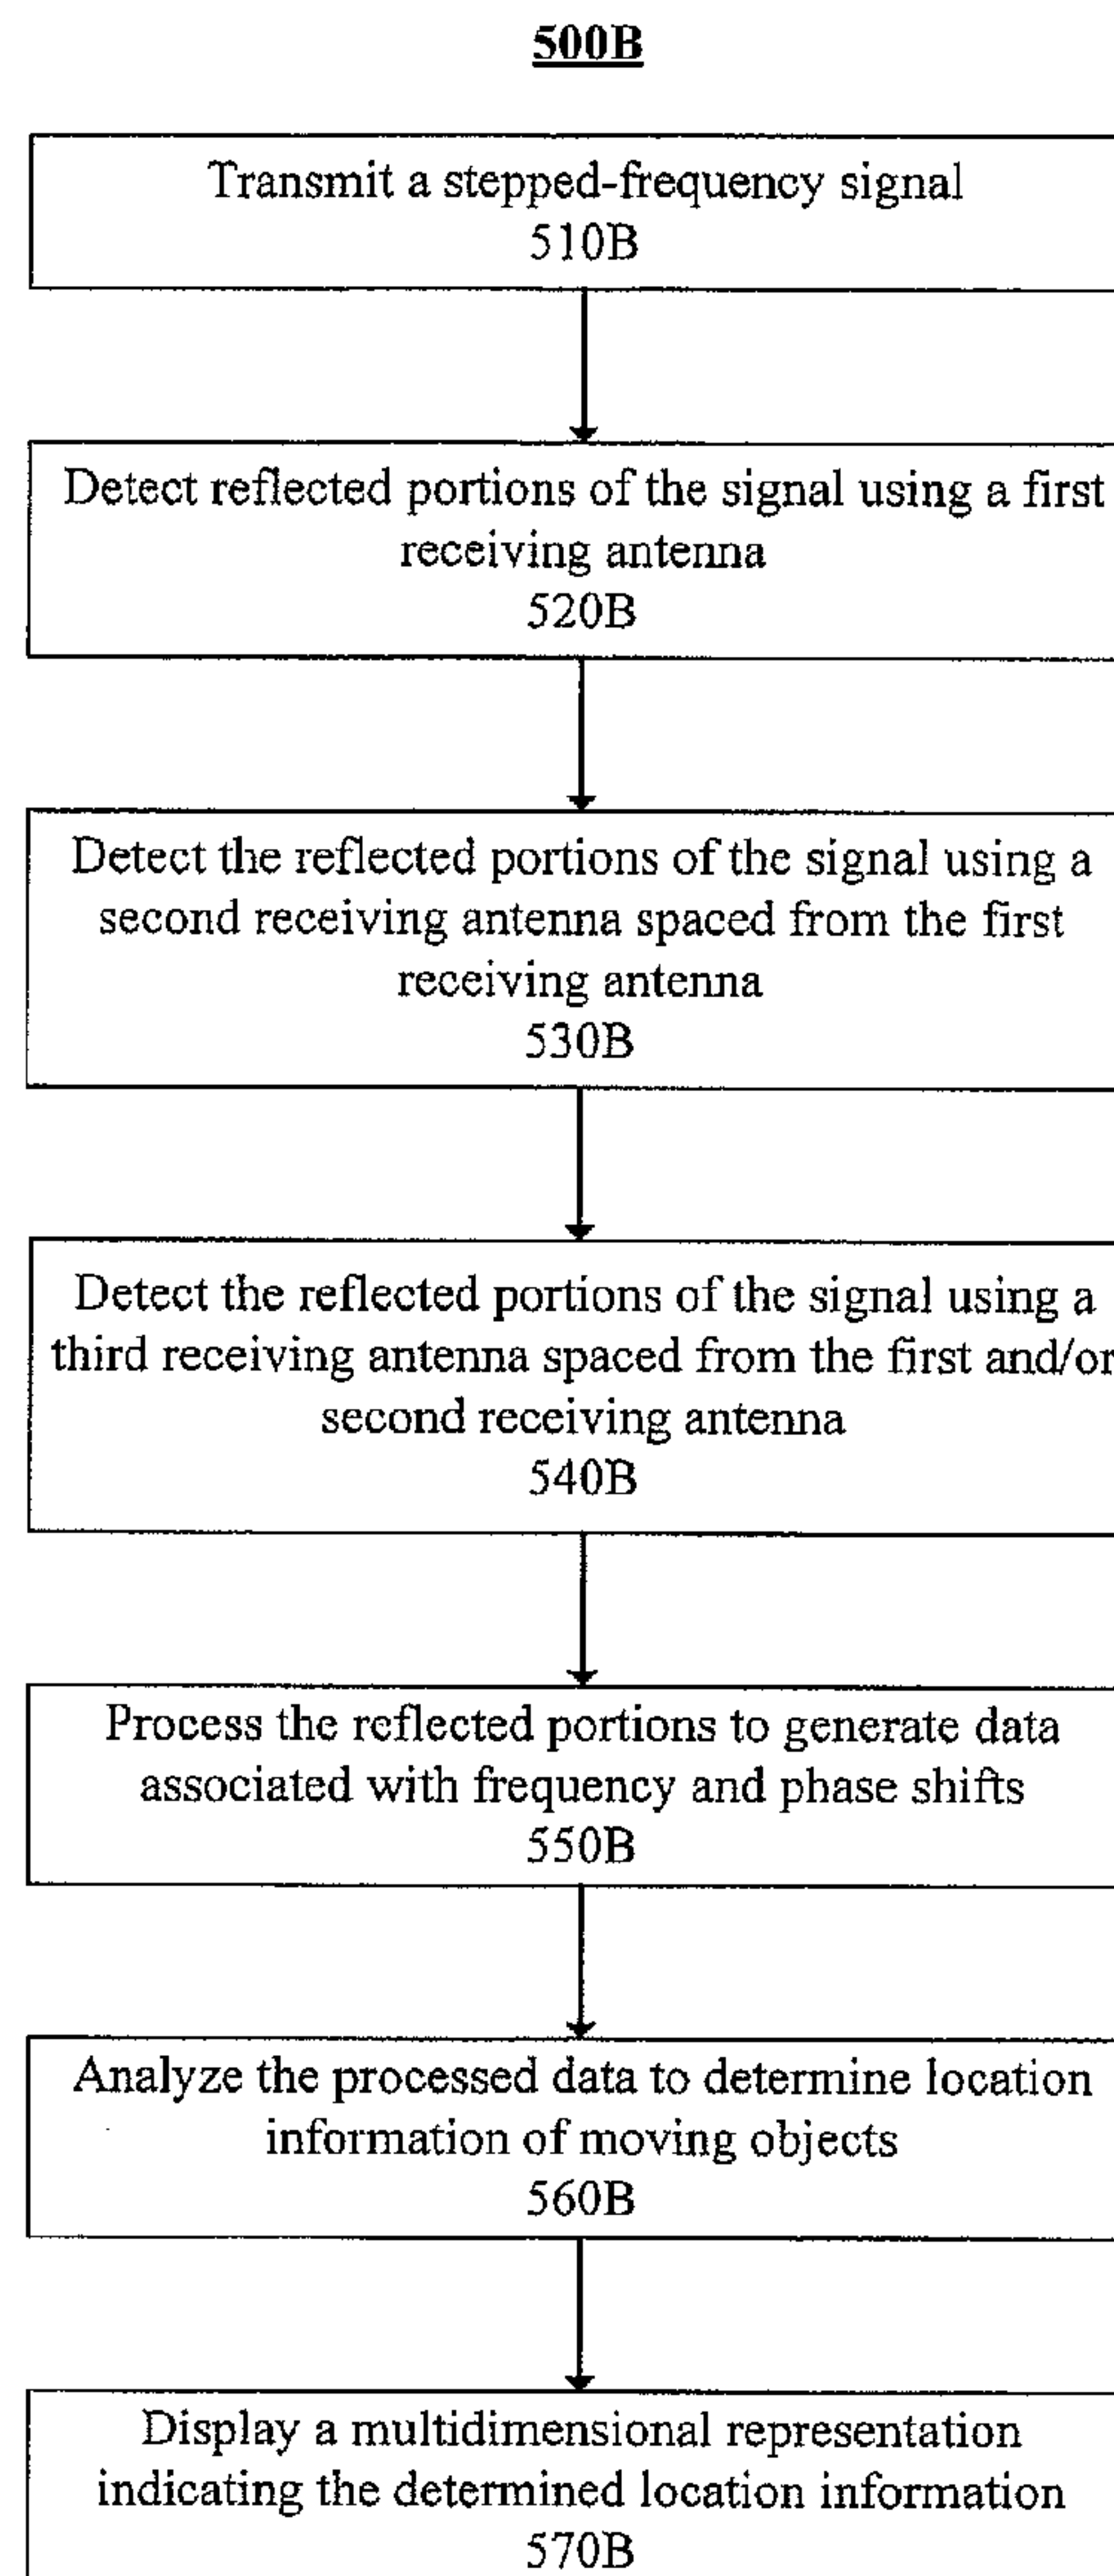 500B
Transmit a stepped-frequency signal
510B
Detect reflected portions of the signal using a first
receiving antenna
520B
Detect the reflected portions of the signal using a
second receiving antenna spaced from the first
receiving antenna
530B
Detect the reflected portions of the signal using a
third receiving antenna spaced from the first and/or
second receiving antenna
540B
Process the reflected portions to generate data
associated with frequency and phase shifts
550B
Analyze the processed data to determine location
information of moving objects
560B
Display a multidimensional representation
indicating the determined location information
570B